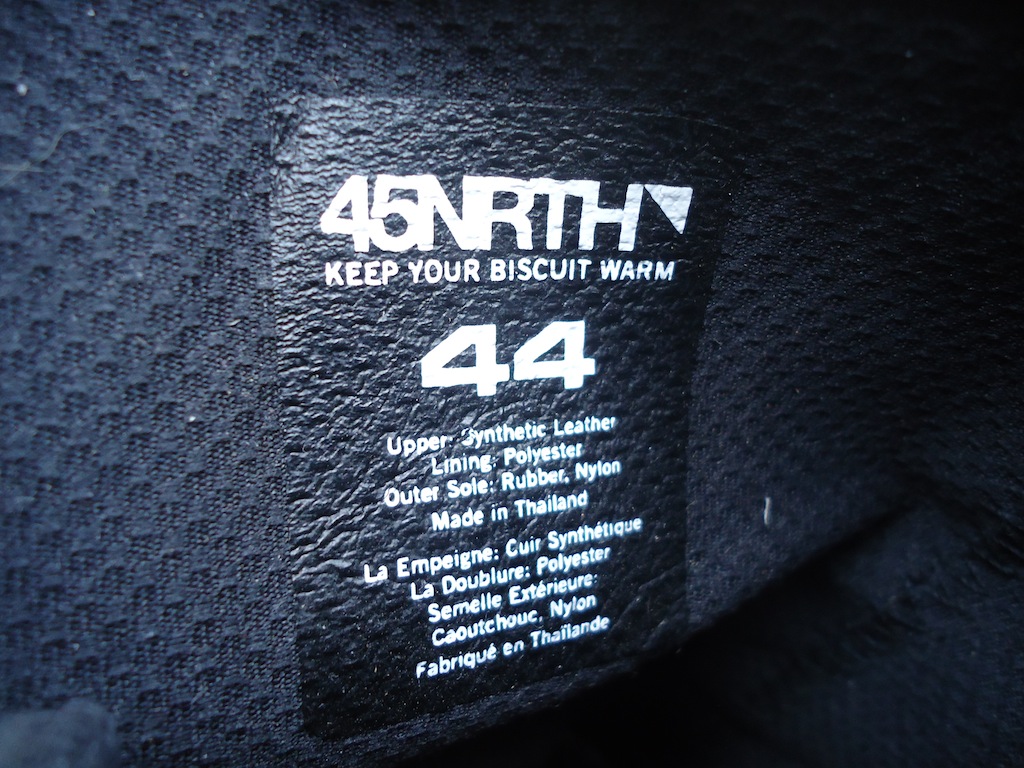 45NRTH
KEEP YOUR BISCUIT WARM
44
Upper: Synthetic Leather
Lining: Polyester
Outer Sole: Rubber, Nylon
Made in Thailand
La Empeigne: Cuir Synthétique
La Doublure: Polyester
Semelle Extérieure:
Caoutchouc, Nylon
Fabriqué en Thaïlande